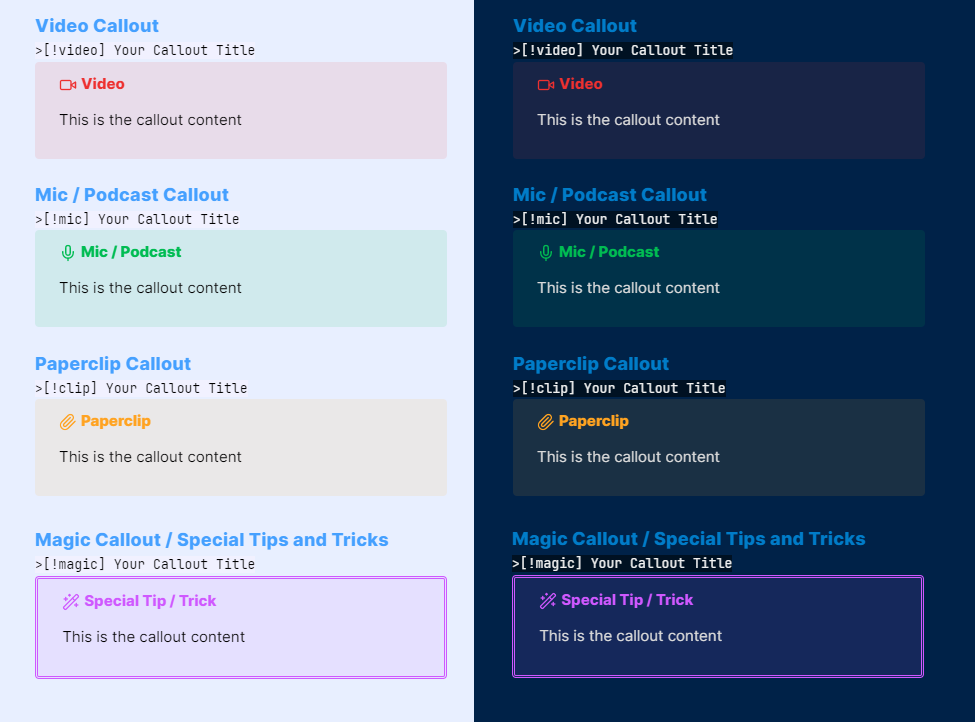 Video Callout
>[!video] Your Callout Title
Video
This is the callout content
Mic / Podcast Callout
>[!mic] Your Callout Title
Mic / Podcast
This is the callout content
Paperclip Callout
>[!clip] Your Callout Title
Paperclip
This is the callout content
Magic Callout / Special Tips and Tricks
>[!magic] Your Callout Title
Special Tip / Trick
This is the callout content
Video Callout
>[!video] Your Callout Title
Video
This is the callout content
Mic / Podcast Callout
>[!mic] Your Callout Title
Mic / Podcast
This is the callout content
Paperclip Callout
>[!clip] Your Callout Title
Paperclip
This is the callout content
Magic Callout / Special Tips and Tricks
>[!magic] Your Callout Title
Special Tip / Trick
This is the callout content